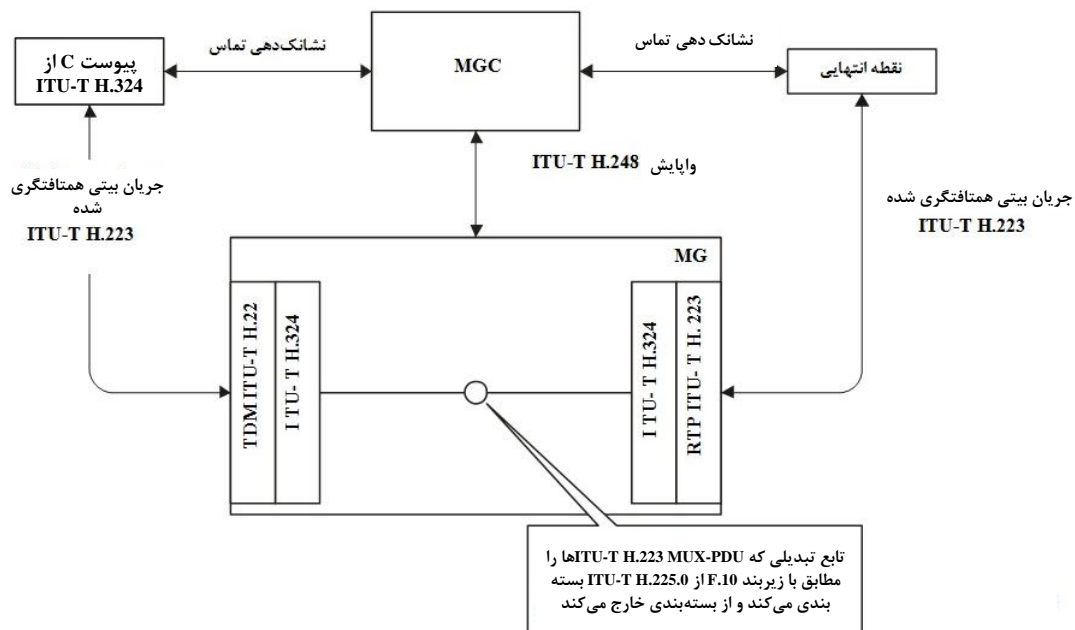 نشانک‌دهی تماس
نشانک دهی تماس
پیوست C از
ITU-T H.324
MGC
نقطه انتهایی
واپایش ITU-T H.248
جریان بیتی همتافتگری
شده
ITU-T H.223
جریان بیتی همتافتگری شده
ITU-T H.223
MG
TDM ITU-T H.22
I TU- T H.324
I TU- T H.324
RTP ITU- T H. 223
تابع تبدیلی که ITU-T H.223 MUX-PDUها را
مطابق با زیربند F.10 از ITU-T H.225.0 بسته
بندی می‌کند و از بسته‌بندی خارج می‌کند